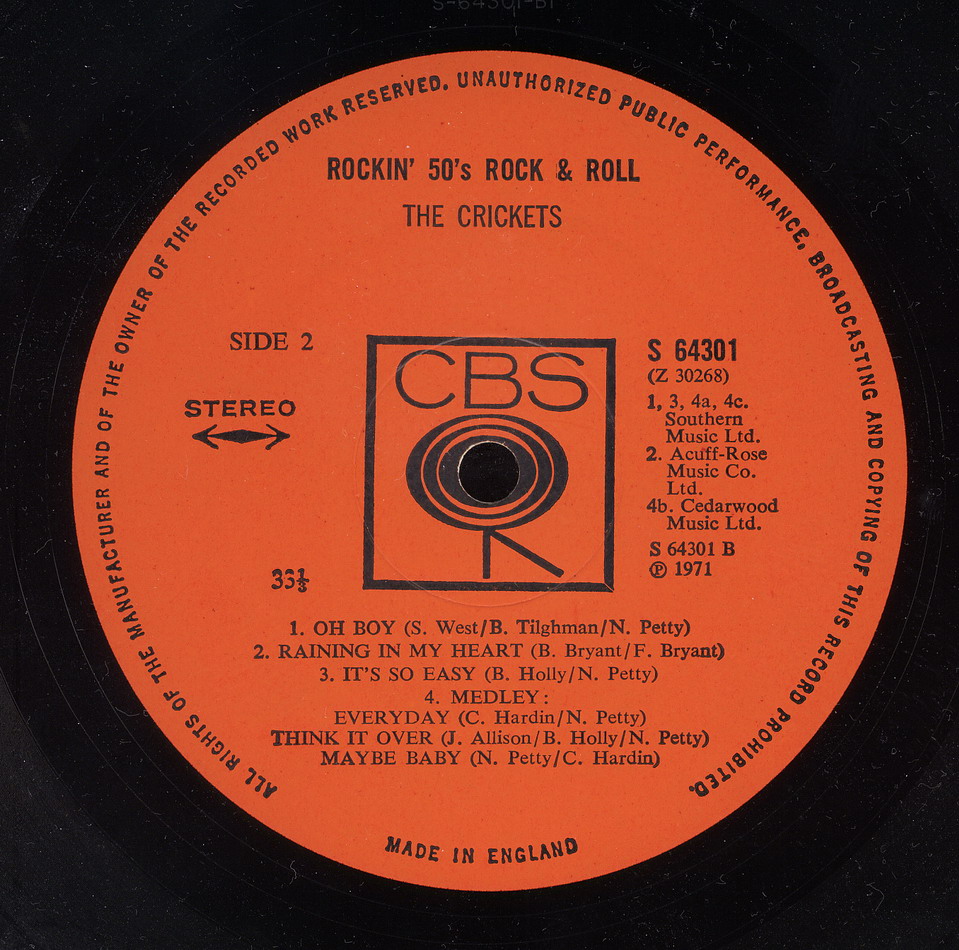 S-64301-B1
ALL RIGHTS OF THE MANUFACTURER AND OF THE OWNER OF THE RECORDED WORK RESERVED. UNAUTHORIZED PUBLIC PERFORMANCE, BROADCASTING AND COPYING OF THIS RECORD PROHIBITED.
ROCKIN' 50's ROCK & ROLL
THE CRICKETS
SIDE 2
STEREO
33⅓
CBS
S 64301
(Z 30268)
1, 3, 4a, 4c.
Southern
Music Ltd.
2. Acuff-Rose
Music Co.
Ltd.
4b. Cedarwood
Music Ltd.
S 64301 B
℗ 1971
1. OH BOY (S. West/B. Tilghman/N. Petty)
2. RAINING IN MY HEART (B. Bryant/F. Bryant)
3. IT'S SO EASY (B. Holly/N. Petty)
4. MEDLEY:
EVERYDAY (C. Hardin/N. Petty)
THINK IT OVER (J. Allison/B. Holly/N. Petty)
MAYBE BABY (N. Petty/C. Hardin)
MADE IN ENGLAND